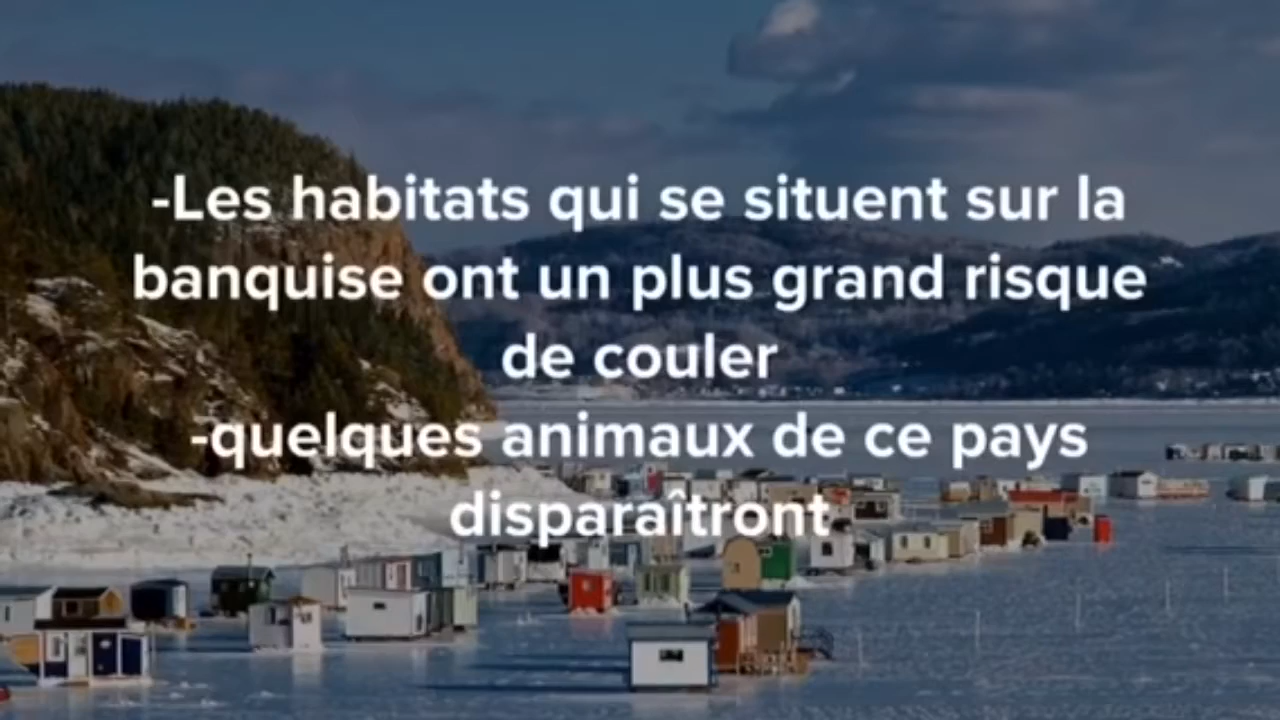 -Les habitats qui se situent sur la
banquise ont un plus grand risque
de couler
-quelques animaux de ce pays
disparaîtront